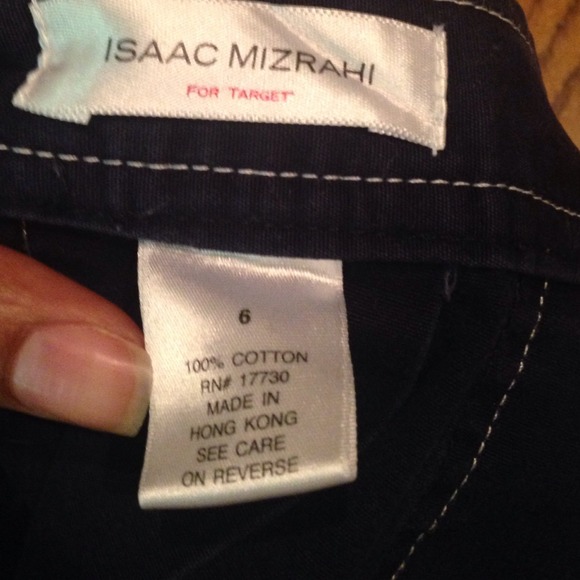 ISAAC MIZRAHI
FOR TARGET
6
100% COTTON
RN# 17730
MADE IN
HONG KONG
SEE CARE
ON REVERSE